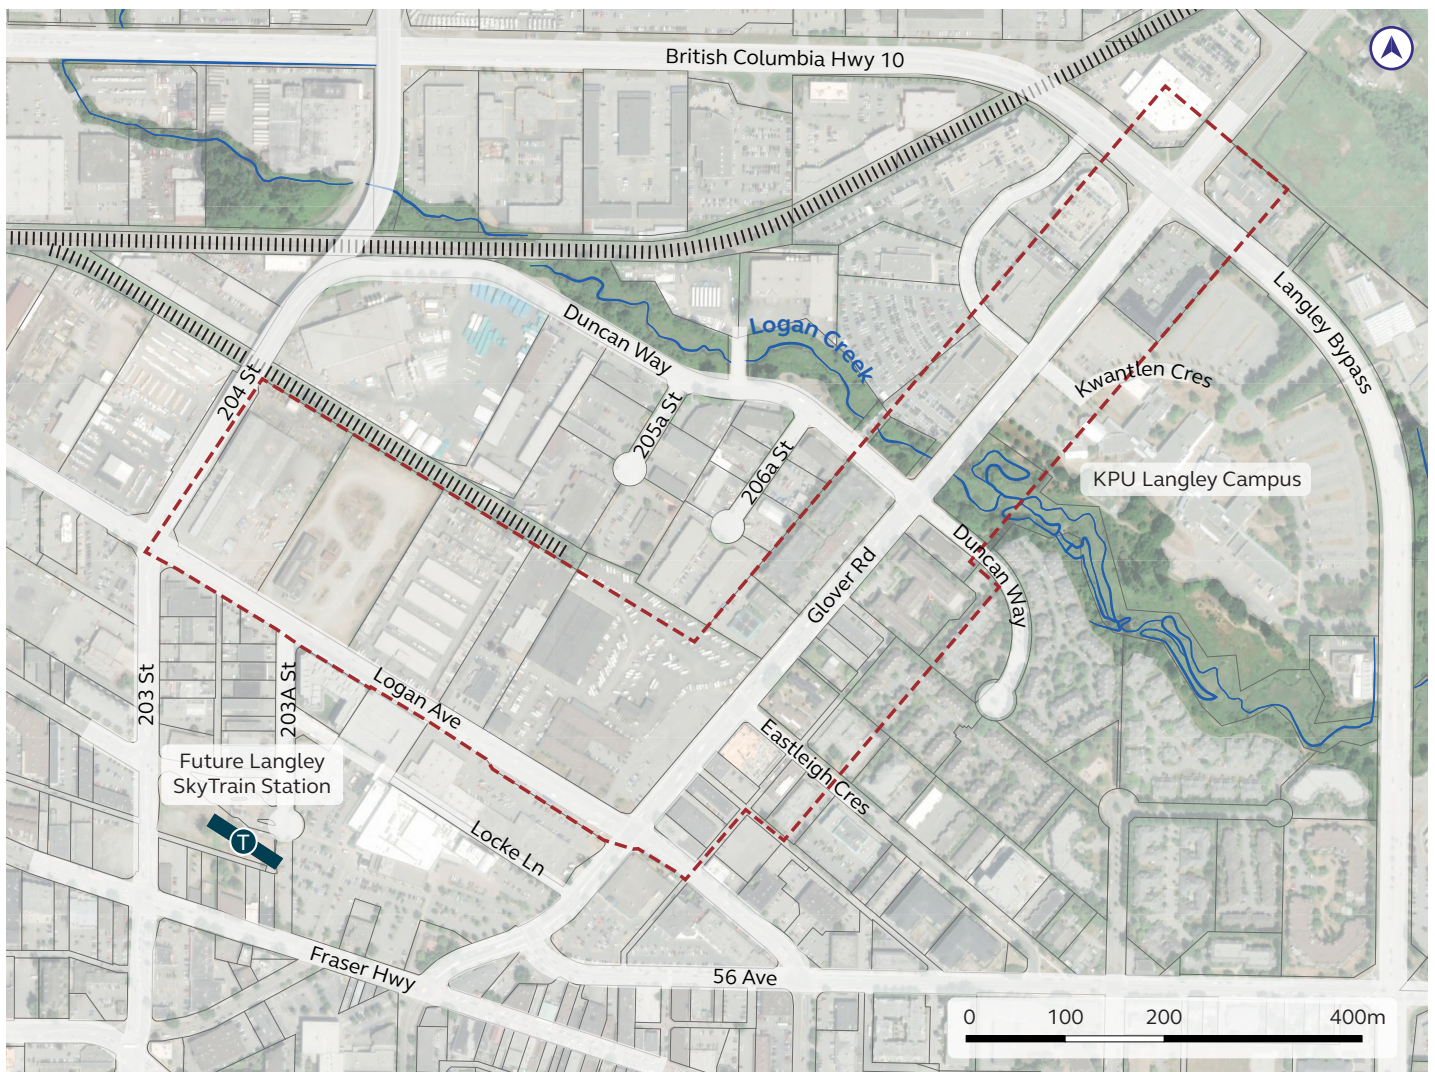 British Columbia Hwy 10
Langley Bypass
Duncan Way
Logan Creek
204 St
Kwantlen Cres
205a St
206a St
KPU Langley Campus
Duncan Way
Glover Rd
203 St
203A St
Logan Ave
Eastleigh Cres
Future Langley
SkyTrain Station
T
Locke Ln
Fraser Hwy
56 Ave
0 100 200 400m